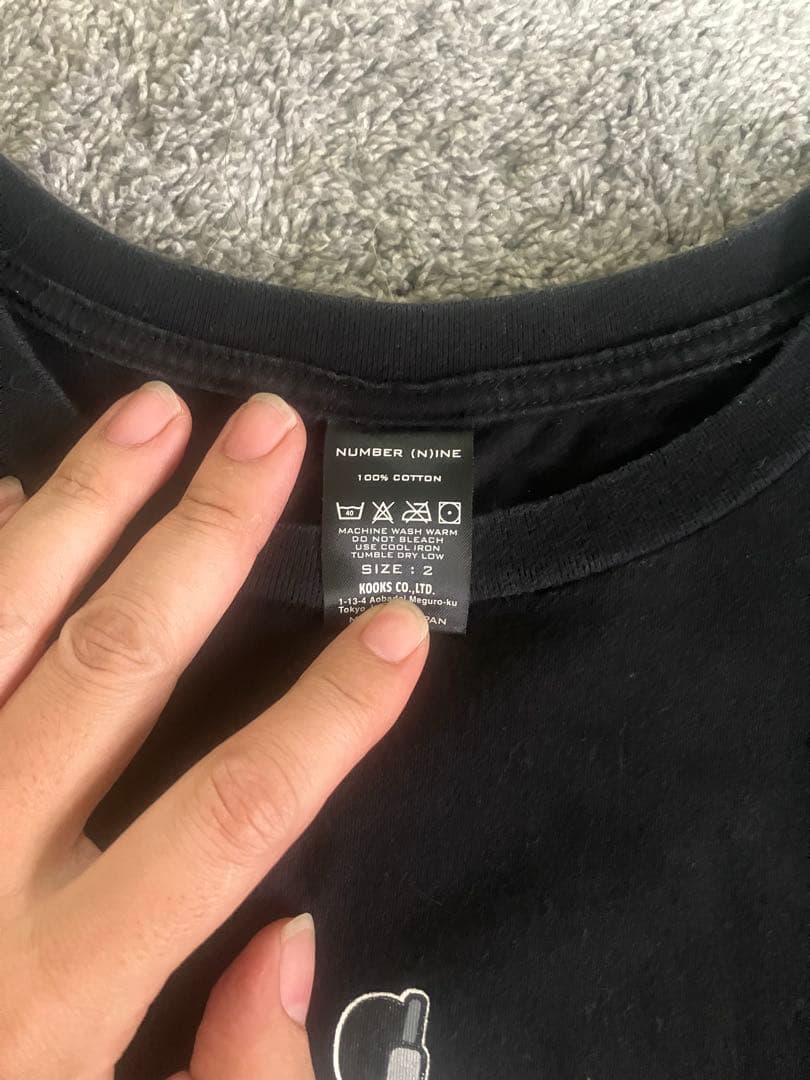 NUMBER (N)INE
100% COTTON
40
MACHINE WASH WARM
DO NOT BLEACH
USE COOL IRON
TUMBLE DRY LOW
SIZE : 2
KOOKS CO.,LTD.
1-13-4 Aobadai Meguro-ku
Tokyo